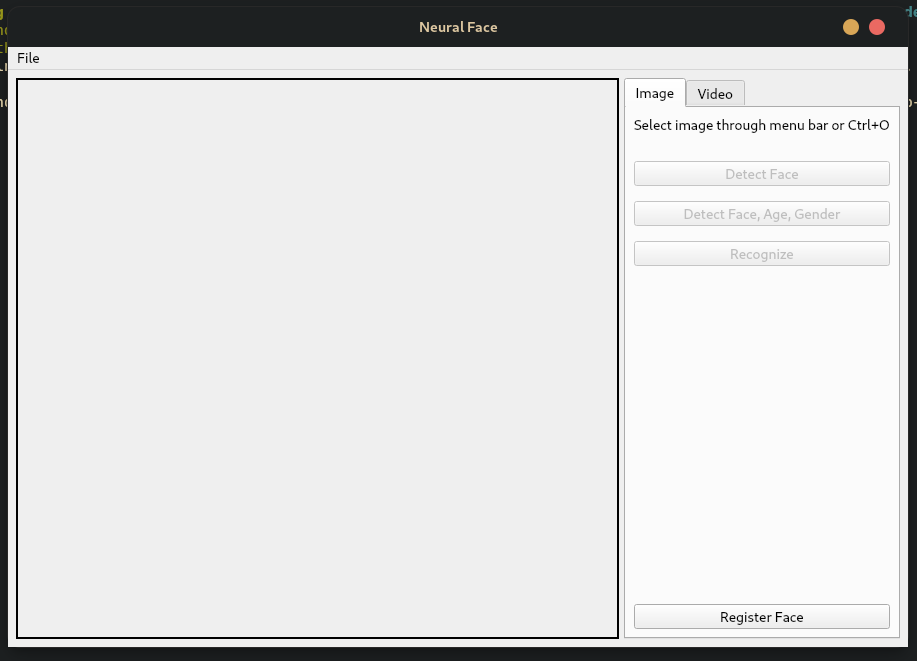 Neural Face
File
Image
Video
Select image through menu bar or Ctrl+O
Detect Face
Detect Face, Age, Gender
Recognize
Register Face